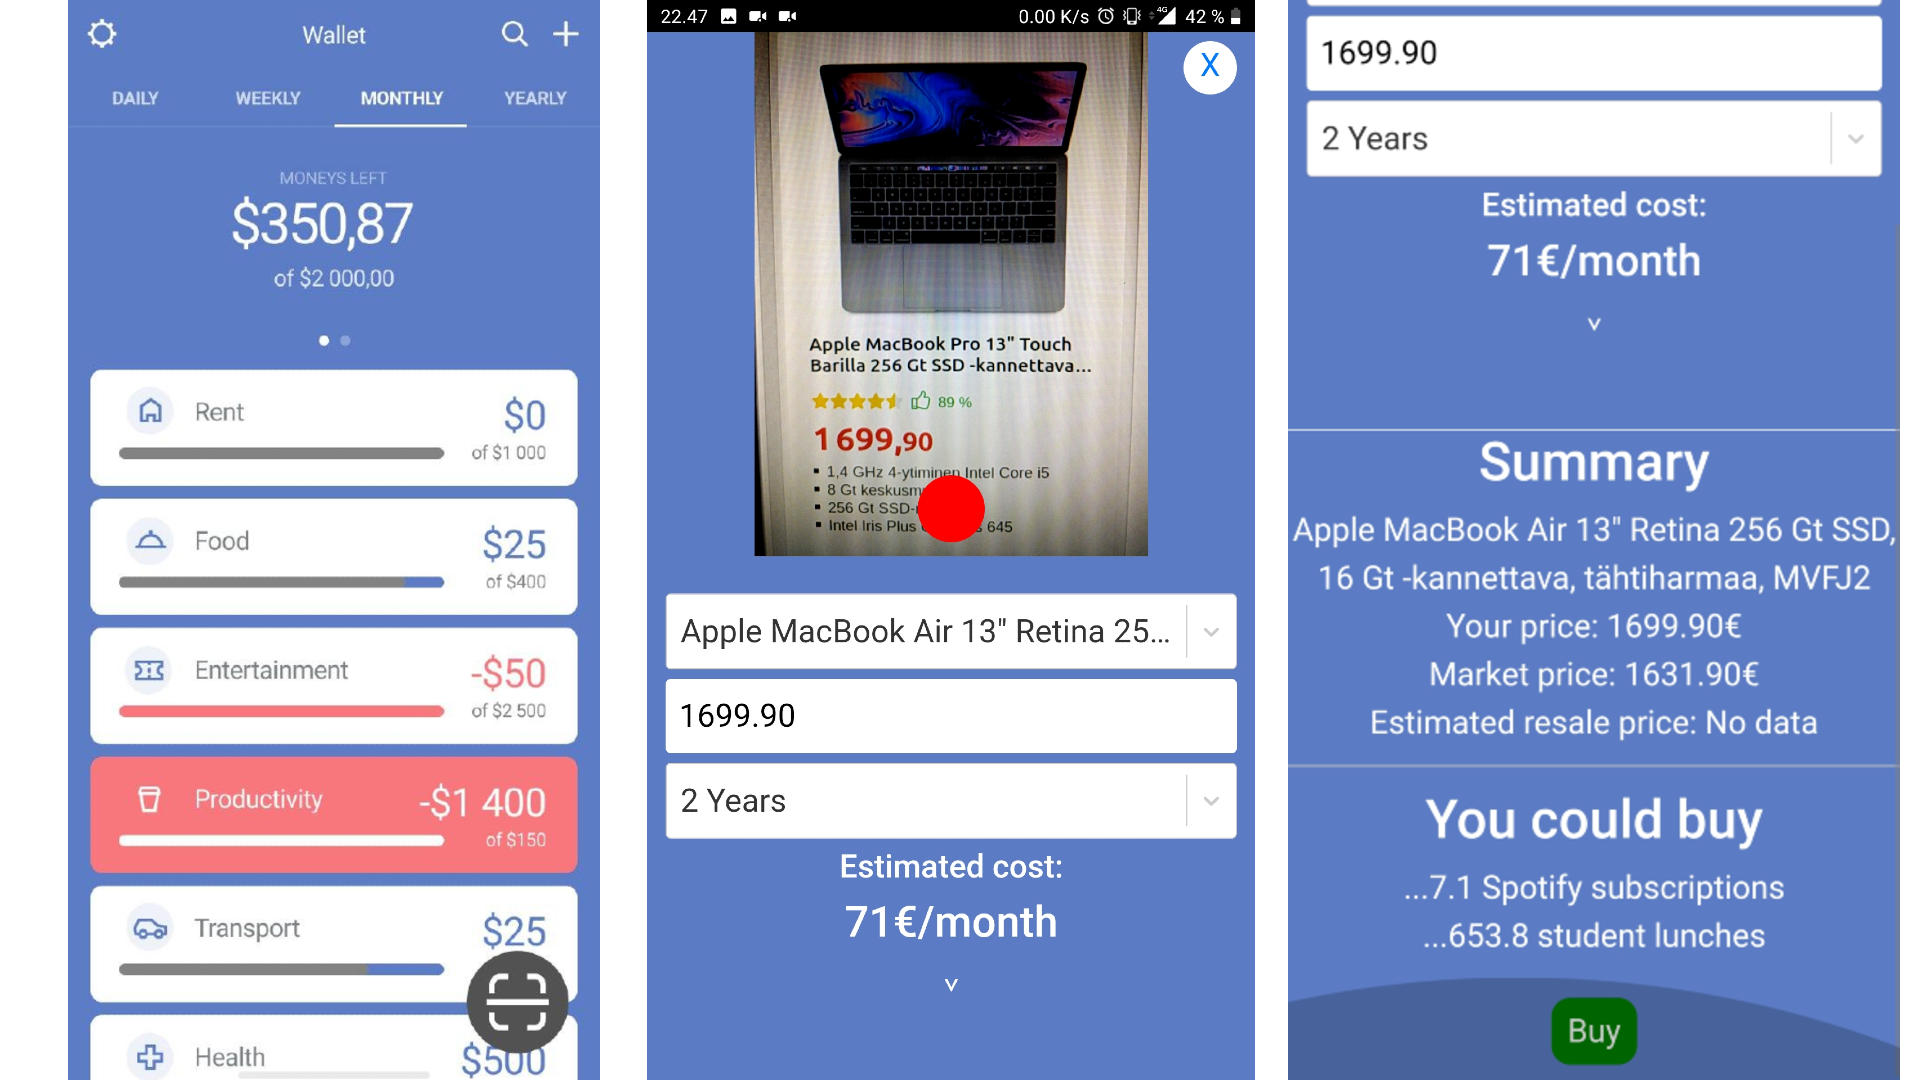 Wallet
DAILY WEEKLY MONTHLY YEARLY
MONEYS LEFT
$350,87
of $2 000,00
Rent $0
of $1 000
Food $25
of $400
Entertainment -$50
of $2 500
Productivity -$1 400
of $150
Transport $25
Health $500
22.47 0.00 K/s 4G 42 %
X
Apple MacBook Pro 13" Touch
Barilla 256 Gt SSD -kannettava...
89 %
1 699,90
▪ 1,4 GHz 4-ytiminen Intel Core i5
▪ 8 Gt
▪ 256 Gt
▪ Intel Iris Plus 645
Apple MacBook Air 13" Retina 25...
1699.90
2 Years
Estimated cost:
71€/month
v
1699.90
2 Years
Estimated cost:
71€/month
v
Summary
Apple MacBook Air 13" Retina 256 Gt SSD,
16 Gt -kannettava, tähtiharmaa, MVFJ2
Your price: 1699.90€
Market price: 1631.90€
Estimated resale price: No data
You could buy
...7.1 Spotify subscriptions
...653.8 student lunches
Buy